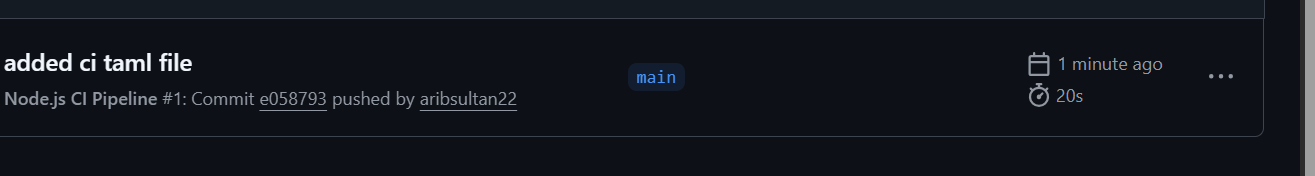 added ci taml file
main
1 minute ago
Node.js CI Pipeline #1: Commit e058793 pushed by aribsultan22
20s